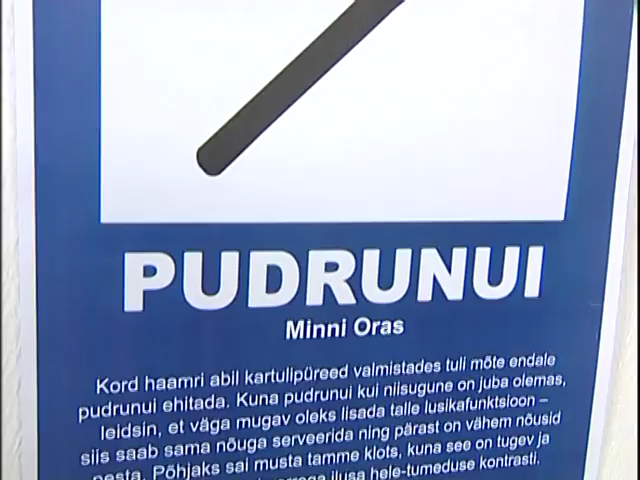 PUDRUNUI
Minni Oras
Kord haamri abil kartulipüreed valmistades tuli mõte endale
pudrunui ehitada. Kuna pudrunui kui niisugune on juba olemas,
leidsin, et väga mugav oleks lisada talle lusikafunktsioon –
siis saab sama nõuga serveerida ning pärast on vähem nõusid
pesta. Põhjaks sai musta tamme klots, kuna see on tugev ja
ilusa hele-tumeduse kontrasti.